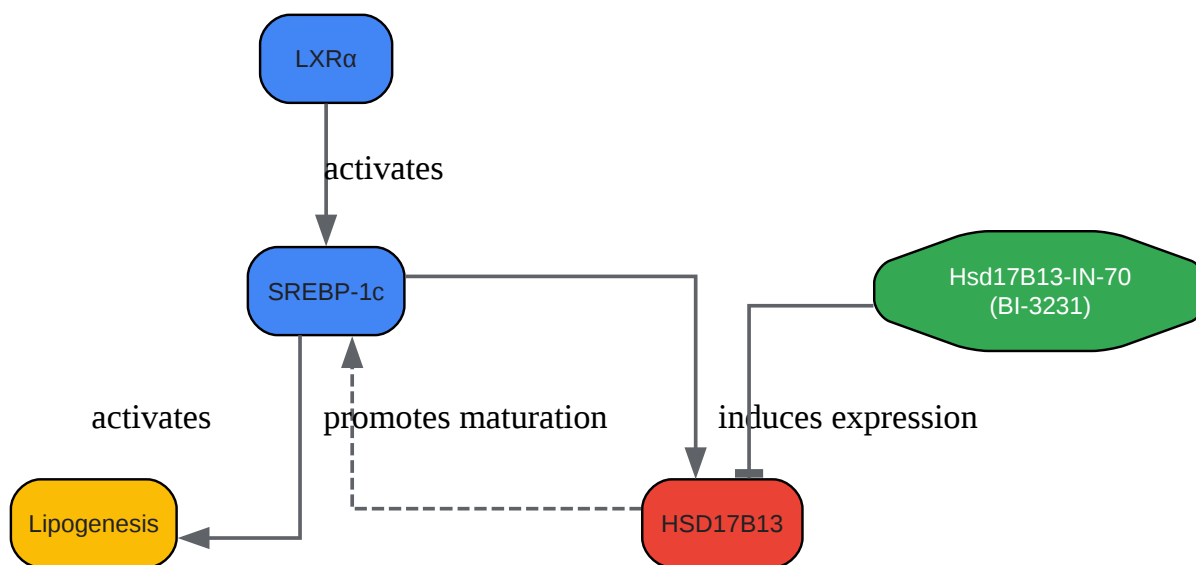 LXRα
activates
SREBP-1c
Hsd17B13-IN-70
(BI-3231)
activates
promotes maturation
induces expression
Lipogenesis
HSD17B13